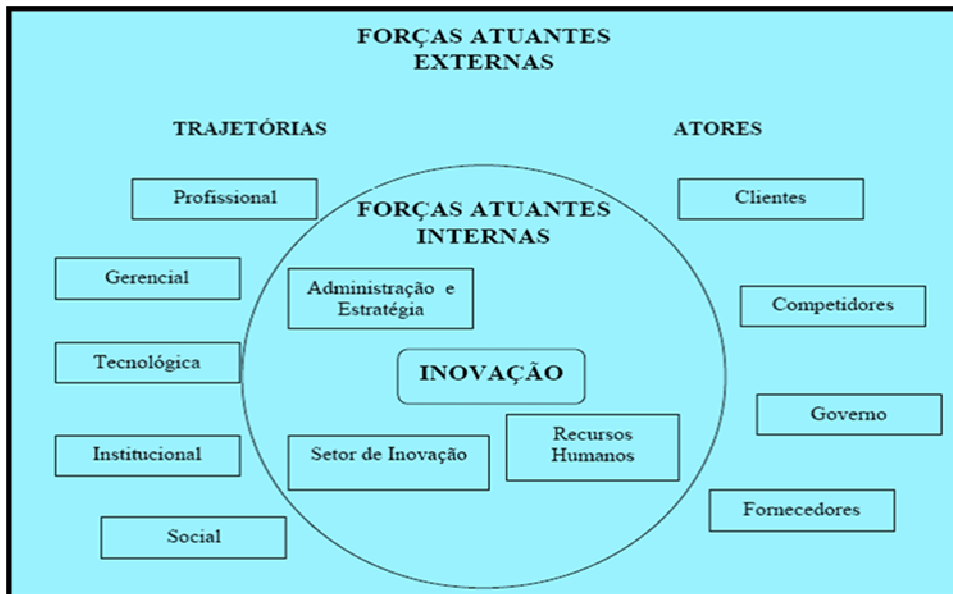 FORÇAS ATUANTES
EXTERNAS
TRAJETÓRIAS
ATORES
Profissional
Clientes
FORÇAS ATUANTES
INTERNAS
Gerencial
Administração e
Estratégia
Competidores
Tecnológica
INOVAÇÃO
Governo
Institucional
Setor de Inovação
Recursos
Humanos
Fornecedores
Social